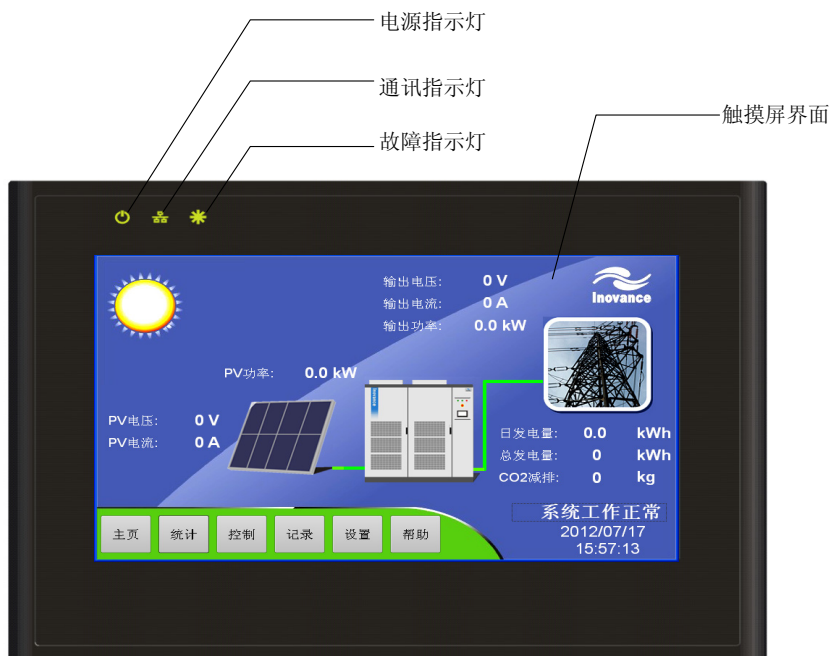 电源指示灯
通讯指示灯
故障指示灯
触摸屏界面
输出电压: 0 V
输出电流: 0 A
输出功率: 0.0 kW
Inovance
PV功率: 0.0 kW
PV电压: 0 V
PV电流: 0 A
日发电量: 0.0 kWh
总发电量: 0 kWh
CO2减排: 0 kg
系统工作正常
2012/07/17
15:57:13
主页 统计 控制 记录 设置 帮助